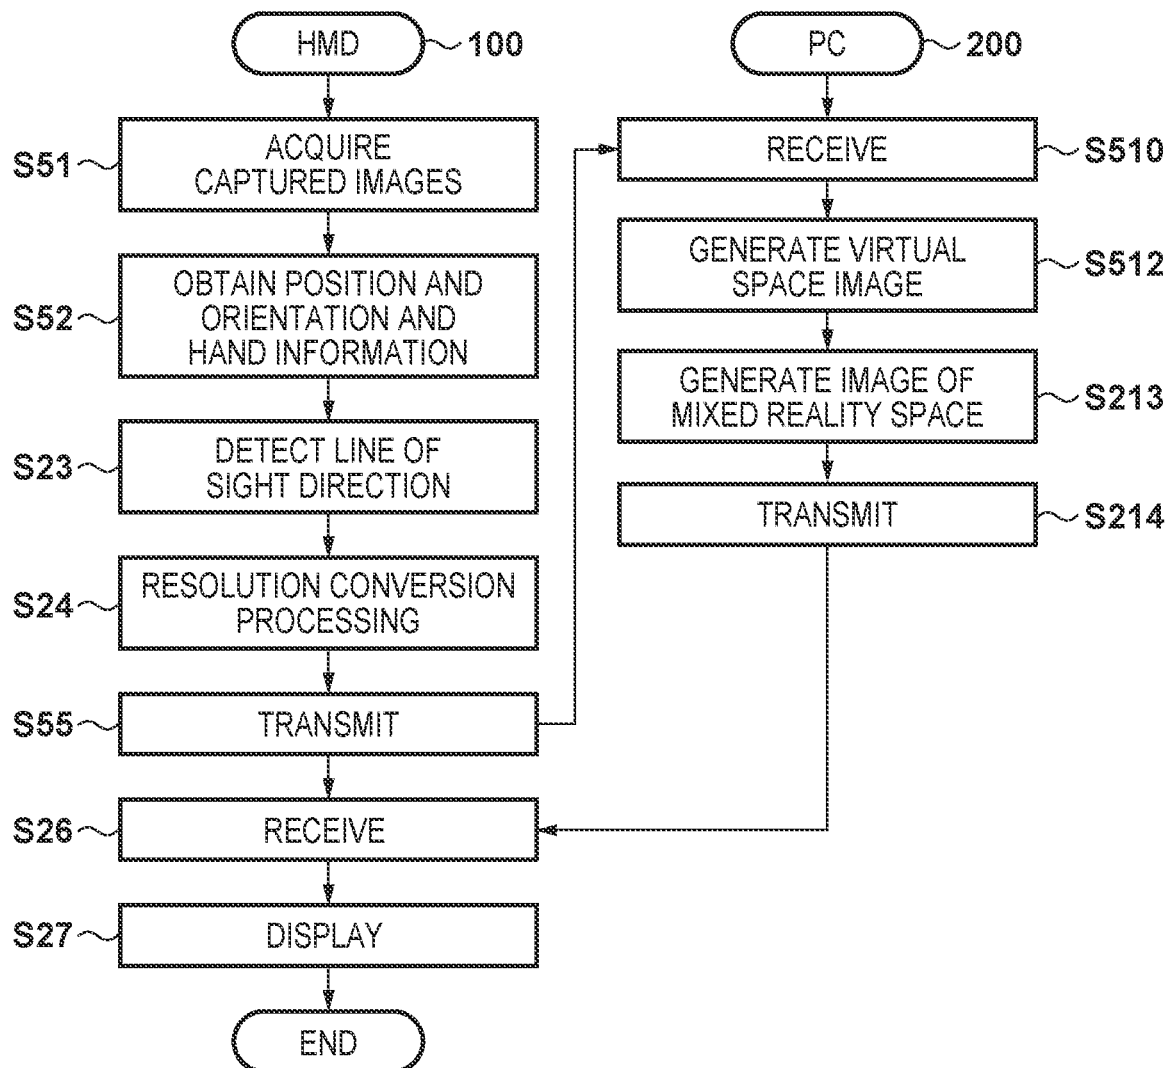 HMD
100
S51
ACQUIRE
CAPTURED IMAGES
S52
OBTAIN POSITION AND
ORIENTATION AND
HAND INFORMATION
S23
DETECT LINE OF
SIGHT DIRECTION
S24
RESOLUTION CONVERSION
PROCESSING
S55
TRANSMIT
S26
RECEIVE
S27
DISPLAY
END
PC
200
RECEIVE
S510
GENERATE VIRTUAL
SPACE IMAGE
S512
GENERATE IMAGE OF
MIXED REALITY SPACE
S213
TRANSMIT
S214